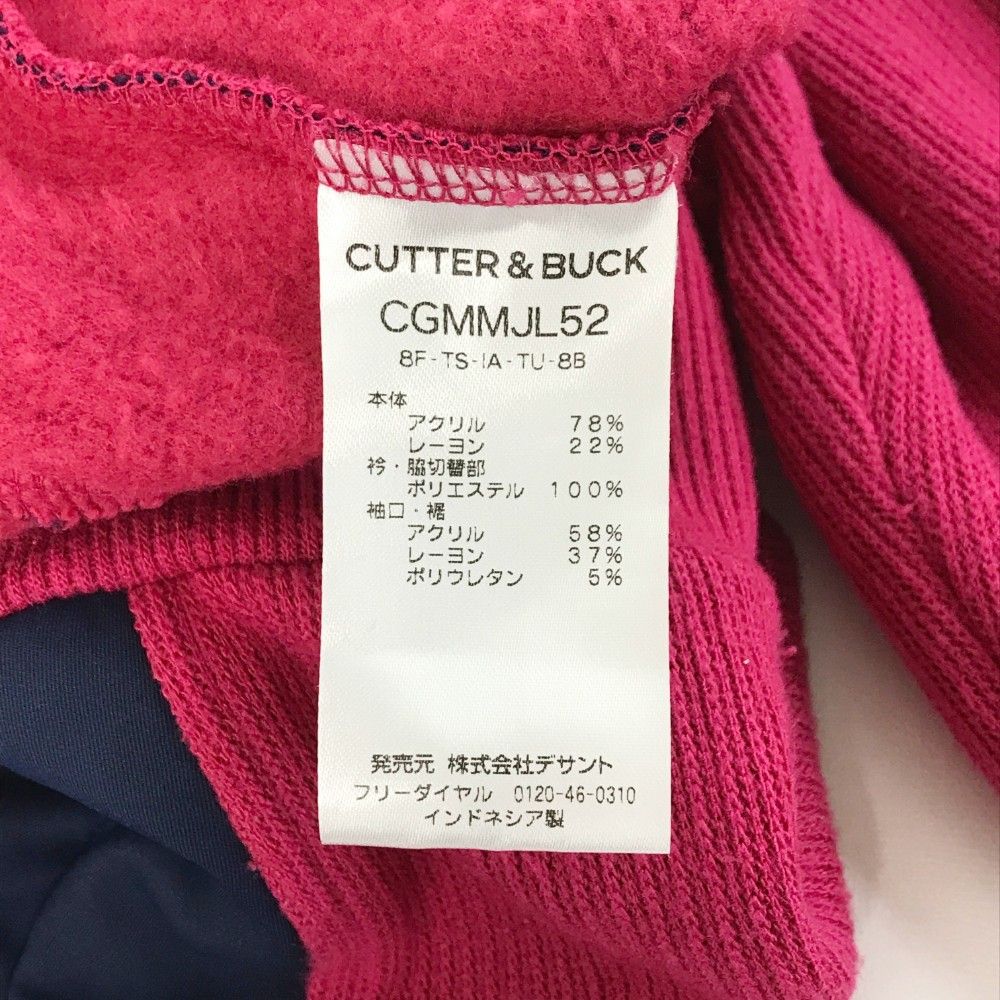 CUTTER & BUCK
CGMMJL52
8F-TS-IA-TU-8B
本体
アクリル 78%
レーヨン 22%
衿・脇切替部
ポリエステル 100%
袖口・裾
アクリル 58%
レーヨン 37%
ポリウレタン 5%
発売元 株式会社デサント
フリーダイヤル 0120-46-0310
インドネシア製